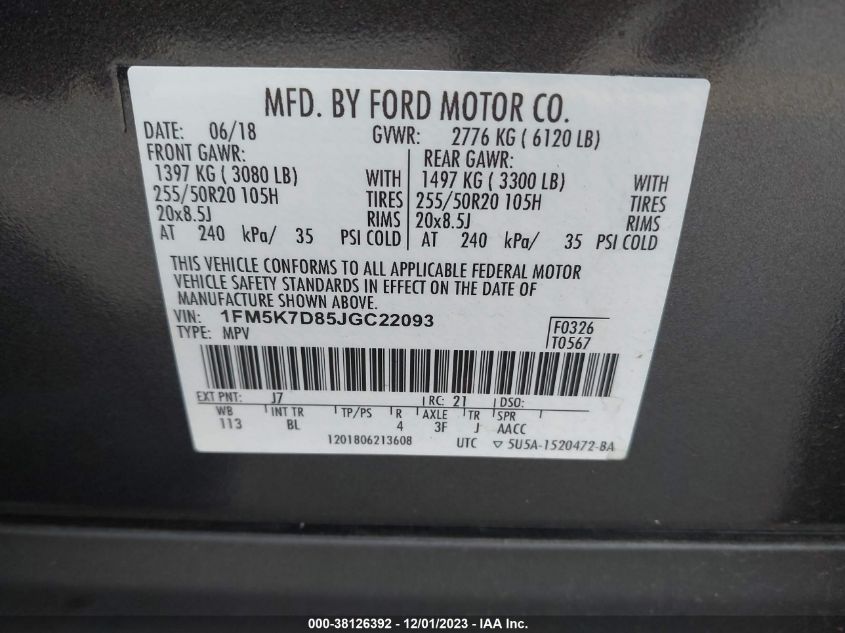 MFD. BY FORD MOTOR CO.
DATE: 06/18 GVWR: 2776 KG ( 6120 LB)
FRONT GAWR: REAR GAWR:
1397 KG ( 3080 LB) WITH 1497 KG ( 3300 LB) WITH
255/50R20 105H TIRES 255/50R20 105H TIRES
20x8.5J RIMS 20x8.5J RIMS
AT 240 kPa/ 35 PSI COLD AT 240 kPa/ 35 PSI COLD
THIS VEHICLE CONFORMS TO ALL APPLICABLE FEDERAL MOTOR
VEHICLE SAFETY STANDARDS IN EFFECT ON THE DATE OF
MANUFACTURE SHOWN ABOVE.
VIN: 1FM5K7D85JGC22093 F0326
TYPE: MPV T0567
EXT PNT: J7 RC: 21 DSO:
WB INT TR TP/PS R AXLE TR SPR
113 BL 4 3F J AACC
1201806213608 UTC ▽ 5U5A-1520472-BA
000-38126392 - 12/01/2023 - IAA Inc.